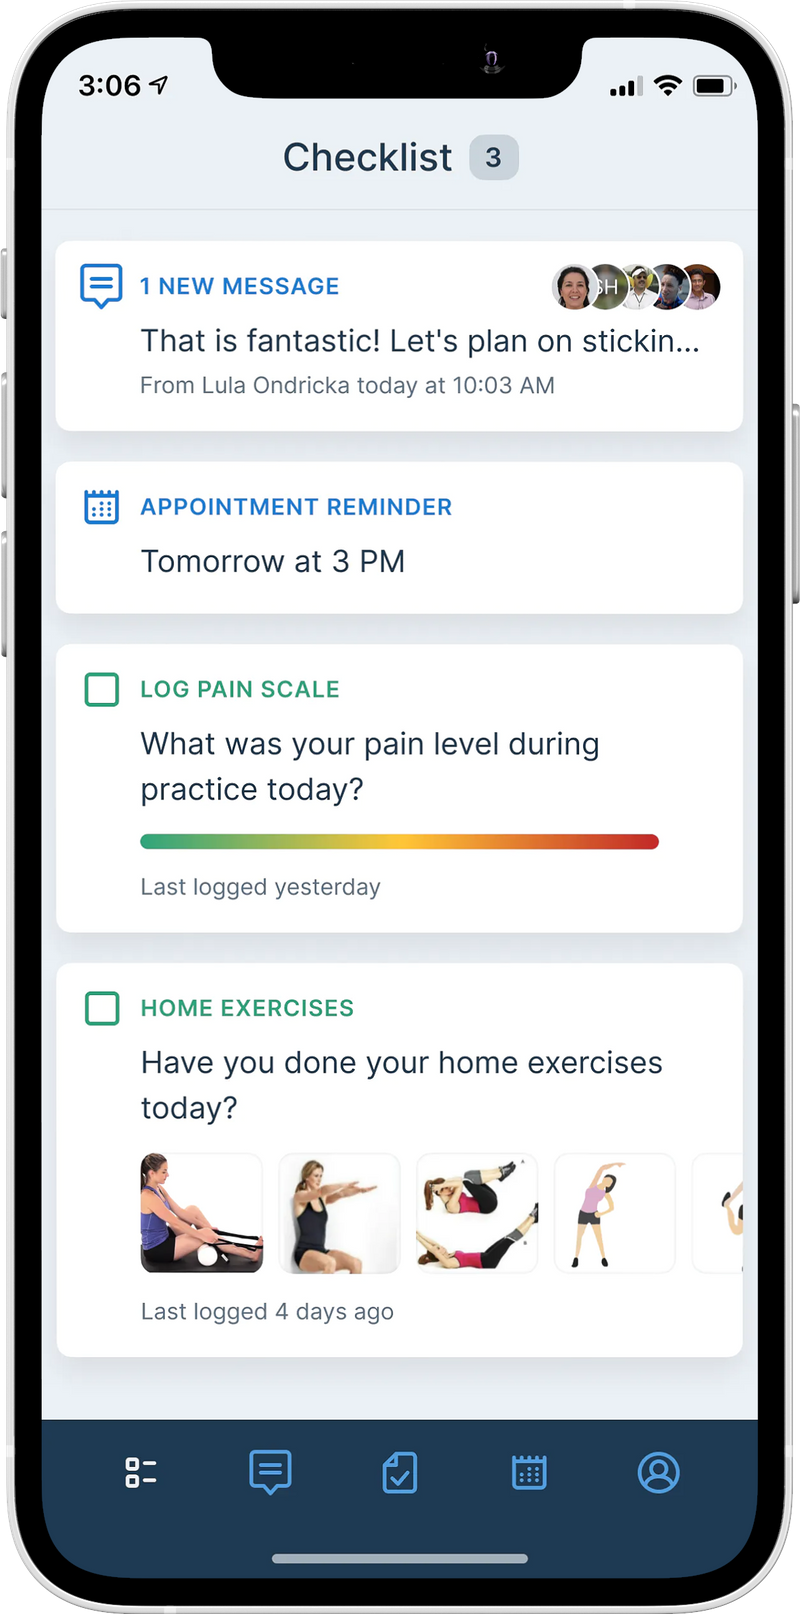 3:06
Checklist 3
1 NEW MESSAGE
SH
That is fantastic! Let's plan on stickin...
From Lula Ondricka today at 10:03 AM
APPOINTMENT REMINDER
Tomorrow at 3 PM
LOG PAIN SCALE
What was your pain level during
practice today?
Last logged yesterday
HOME EXERCISES
Have you done your home exercises
today?
A
B
Last logged 4 days ago